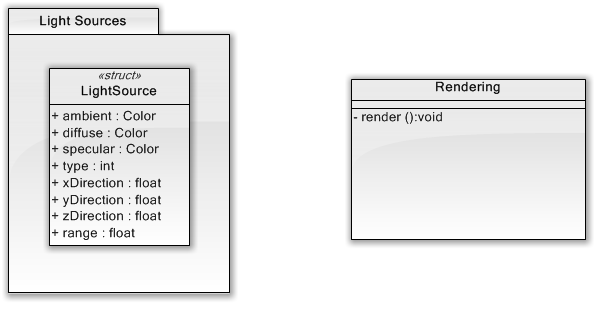 Light Sources
«struct»
LightSource
+ ambient : Color
+ diffuse : Color
+ specular : Color
+ type : int
+ xDirection : float
+ yDirection : float
+ zDirection : float
+ range : float
Rendering
- render ():void